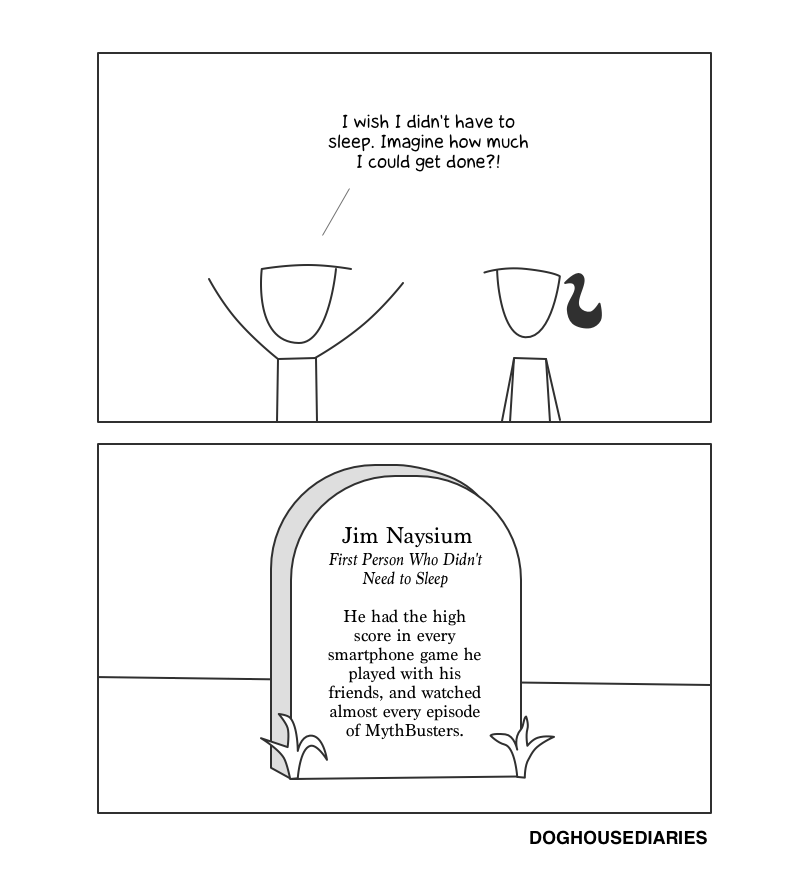 I wish I didn't have to
sleep. Imagine how much
I could get done?!
Jim Naysium
First Person Who Didn't
Need to Sleep
He had the high
score in every
smartphone game he
played with his
friends, and watched
almost every episode
of MythBusters.
DOGHOUSEDIARIES